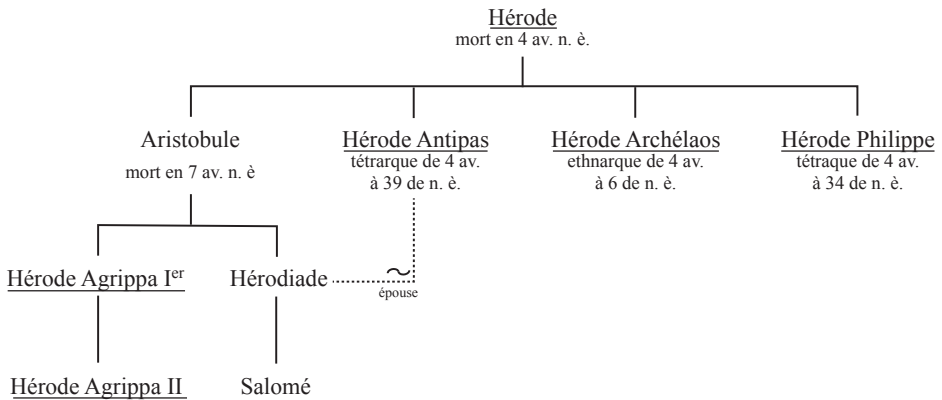 Hérode
mort en 4 av. n. è.
Aristobule
mort en 7 av. n. è
Hérode Antipas
tétrarque de 4 av.
à 39 de n. è.
Hérode Archélaos
ethnarque de 4 av.
à 6 de n. è.
Hérode Philippe
tétraque de 4 av.
à 34 de n. è.
Hérode Agrippa Ier
Hérodiade
épouse
Hérode Agrippa II
Salomé